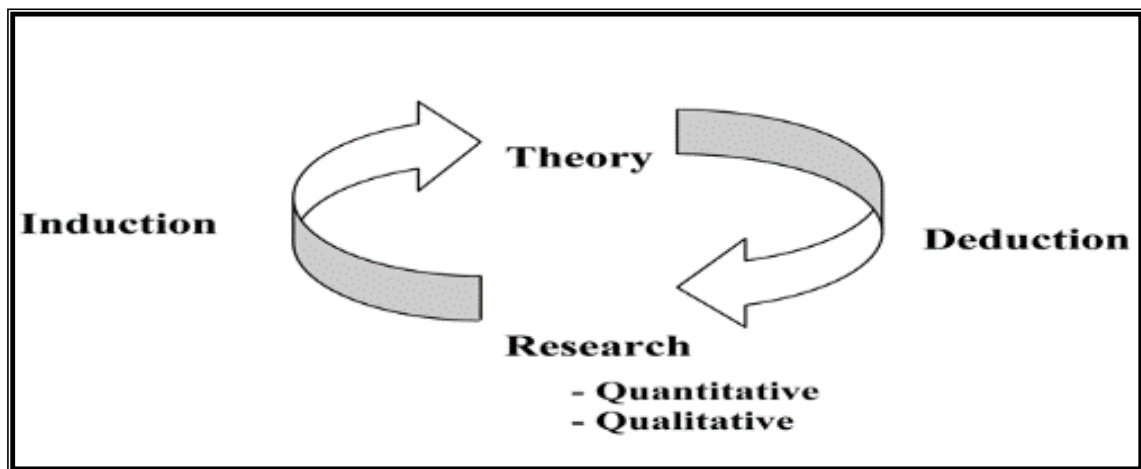 Theory
Induction
Deduction
Research
- Quantitative
- Qualitative